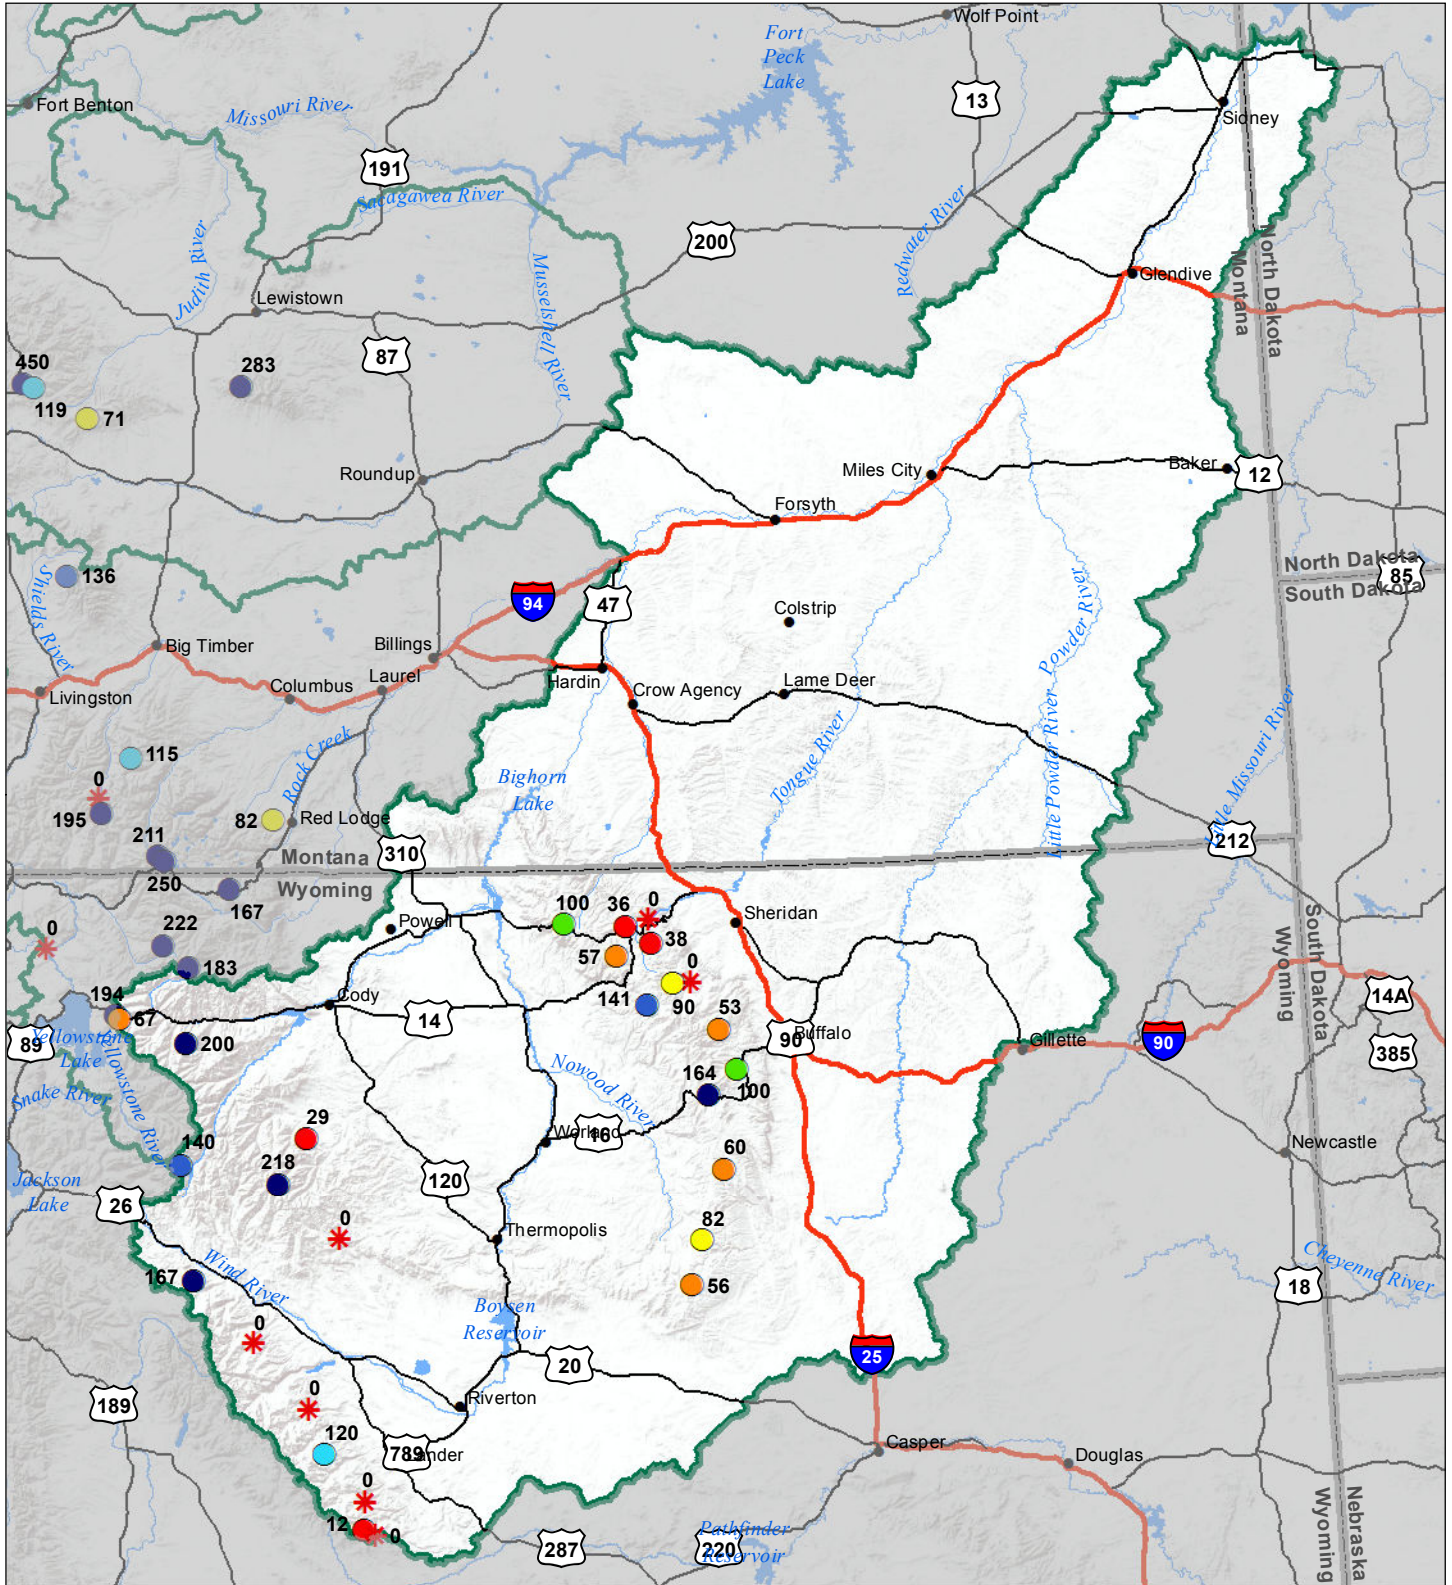 Wolf Point
Fort
Peck
Lake
Fort Benton
Missouri River
13
Sidney
191
Sacagawea River
200
Redwater River
Judith River
Musselshell River
North Dakota
Montana
Glendive
Lewistown
87
450
283
119
71
Roundup
Miles City
Baker
12
Forsyth
North Dakota
85
South Dakota
136
Shields River
94
47
Colstrip
Powder River
Big Timber
Billings
Laurel
Hardin
Livingston
Columbus
Crow Agency
Lame Deer
Tongue River
Little Powder River
Little Missouri River
115
Rock Creek
Bighorn
Lake
0
195
82
Red Lodge
211
250
Montana
310
Wyoming
212
167
100
36
0
Sheridan
South Dakota
Wyoming
222
0
Powell
38
57
0
183
Cody
141
90
53
14A
194
67
14
Yellowstone
Lake
89
200
90
Buffalo
Gillette
90
385
Yellowstone River
Snake River
Nowood River
164
100
29
Worland
16
Newcastle
140
218
60
120
Jackson
Lake
26
0
Thermopolis
82
Cheyenne River
167
Wind River
56
18
Boysen
Reservoir
0
25
20
0
189
Riverton
120
789
Lander
Casper
Douglas
0
12
0
287
Pathfinder
Reservoir
220
Nebraska
Wyoming